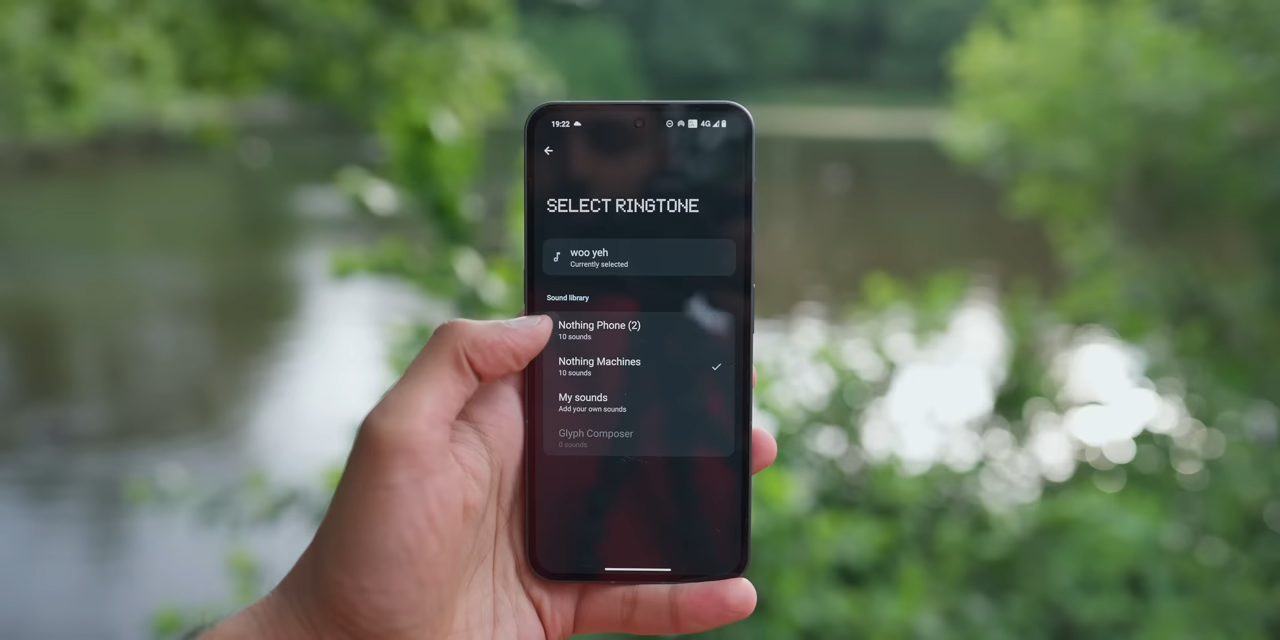 19:22 4G
SELECT RINGTONE
woo yeh
Currently selected
Sound library
Nothing Phone (2)
10 sounds
Nothing Machines
10 sounds
My sounds
Add your own sounds
Glyph Composer
0 sounds